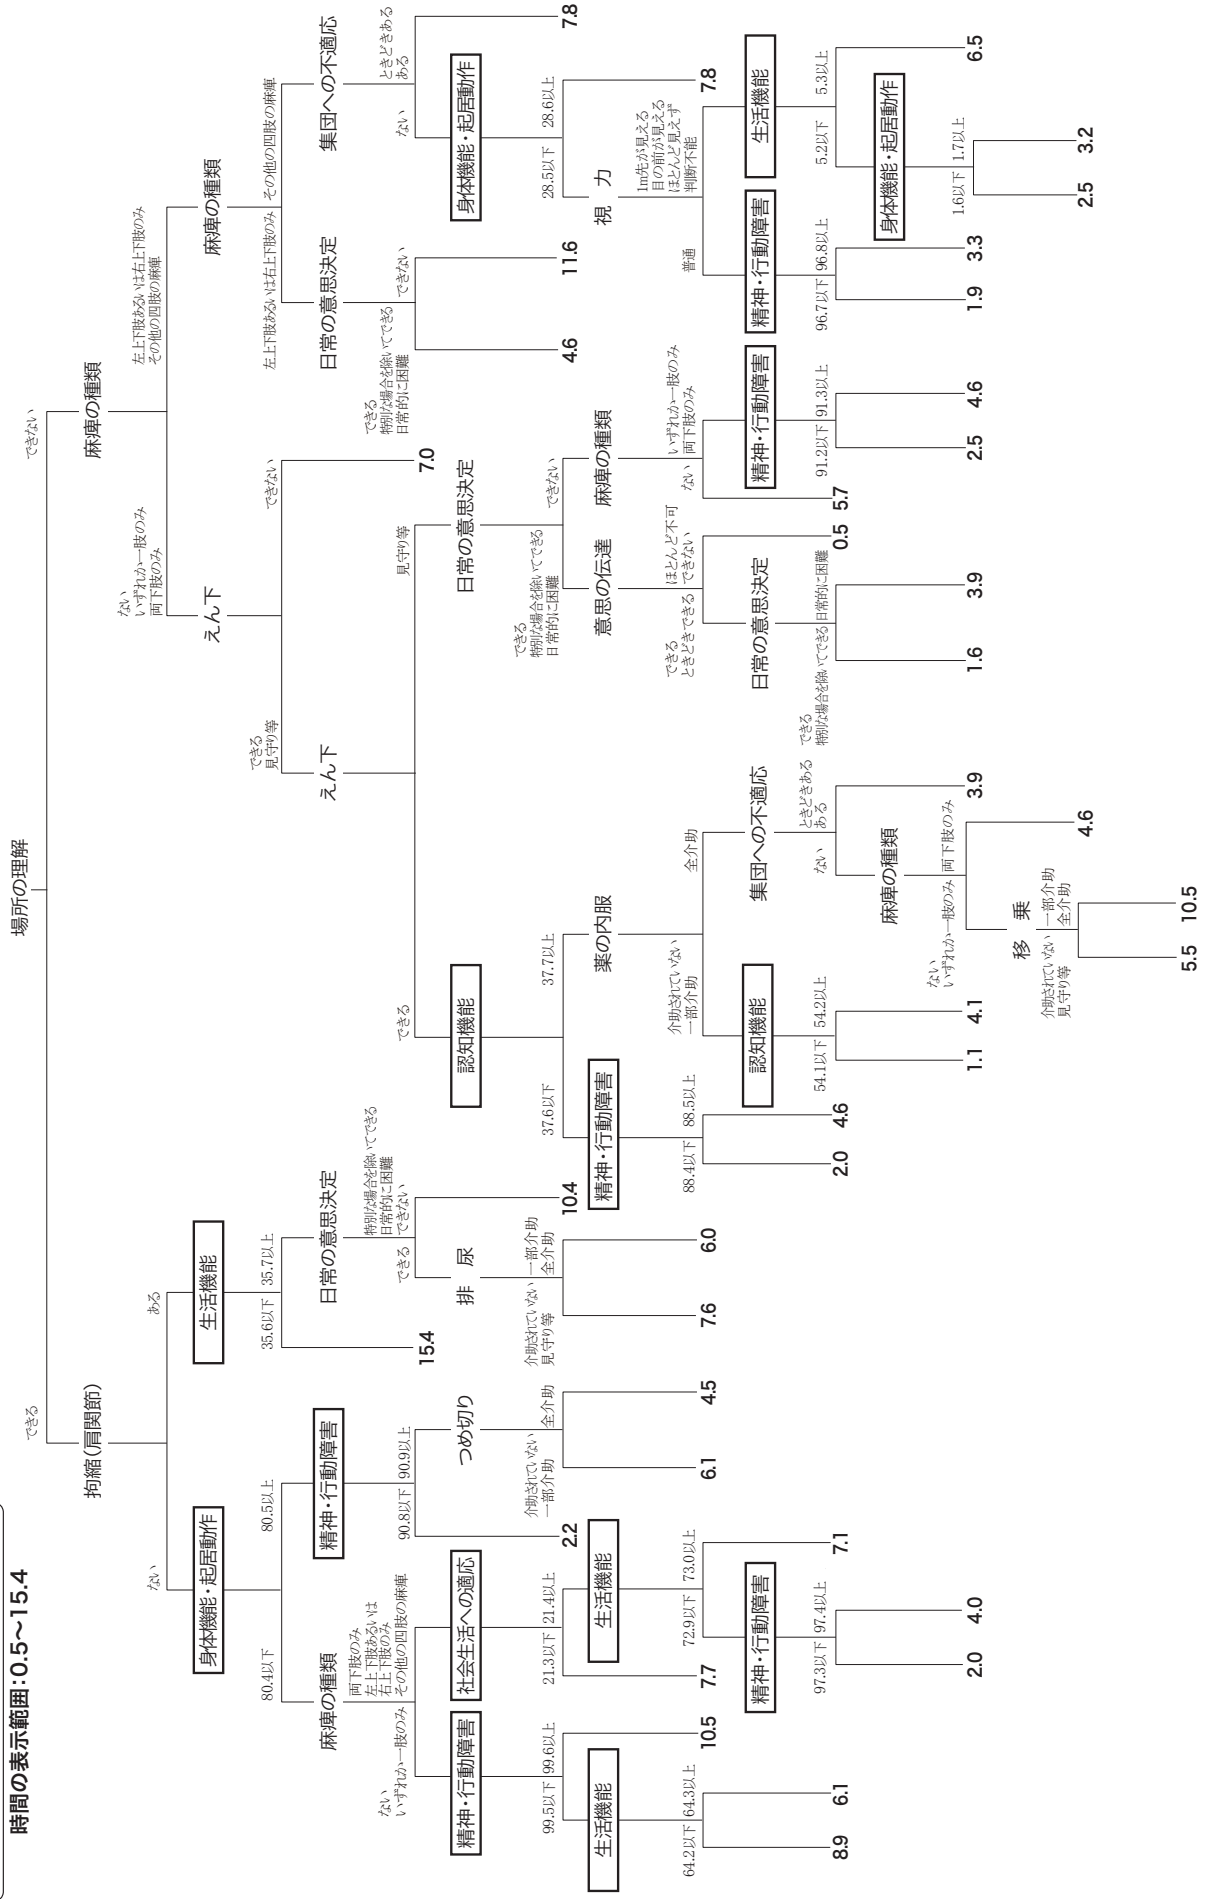 時間の表示範囲：0.5〜15.4
場所の理解
できる
できない
拘縮（肩関節）
ない
ある
身体機能・起居動作
80.4以下
80.5以上
麻痺の種類
ない
いずれか一肢のみ
両下肢のみ
左上下肢あるいは
右上下肢のみ
その他の四肢の麻痺
精神・行動障害
99.5以下
99.6以上
生活機能
64.2以下
64.3以上
8.9
6.1
10.5
社会生活への適応
21.3以下
21.4以上
7.7
生活機能
72.9以下
73.0以上
精神・行動障害
97.3以下
97.4以上
2.0
4.0
7.1
精神・行動障害
90.8以下
90.9以上
2.2
つめ切り
介助されていない
一部介助
全介助
6.1
4.5
生活機能
35.6以下
35.7以上
15.4
日常の意思決定
できる
特別な場合を除いてできる
日常的に困難
できない
排 尿
介助されていない
見守り等
一部介助
全介助
7.6
6.0
10.4
麻痺の種類
ない
いずれか一肢のみ
両下肢のみ
左上下肢あるいは右上下肢のみ
その他の四肢の麻痺
えん下
できる
見守り等
できない
7.0
えん下
できる
見守り等
認知機能
37.6以下
37.7以上
精神・行動障害
88.4以下
88.5以上
2.0
4.6
薬の内服
介助されていない
一部介助
全介助
認知機能
54.1以下
54.2以上
1.1
4.1
集団への不適応
ない
ときどきある
ある
3.9
麻痺の種類
ない
いずれか一肢のみ
両下肢のみ
4.6
移 乗
介助されていない
見守り等
一部介助
全介助
5.5
10.5
日常の意思決定
できる
特別な場合を除いてできる
日常的に困難
できない
意思の伝達
できる
ときどきできる
ほとんど不可
できない
0.5
日常の意思決定
できる
特別な場合を除いてできる
日常的に困難
1.6
3.9
麻痺の種類
ない
いずれか一肢のみ
両下肢のみ
5.7
精神・行動障害
91.2以下
91.3以上
2.5
4.6
麻痺の種類
左上下肢あるいは右上下肢のみ
その他の四肢の麻痺
日常の意思決定
できる
特別な場合を除いてできる
日常的に困難
できない
4.6
11.6
集団への不適応
ない
ときどきある
ある
7.8
身体機能・起居動作
28.5以下
28.6以上
7.8
視 力
普通
1m先が見える
目の前が見える
ほとんど見えず
判断不能
精神・行動障害
96.7以下
96.8以上
1.9
3.3
生活機能
5.2以下
5.3以上
6.5
身体機能・起居動作
1.6以下
1.7以上
2.5
3.2